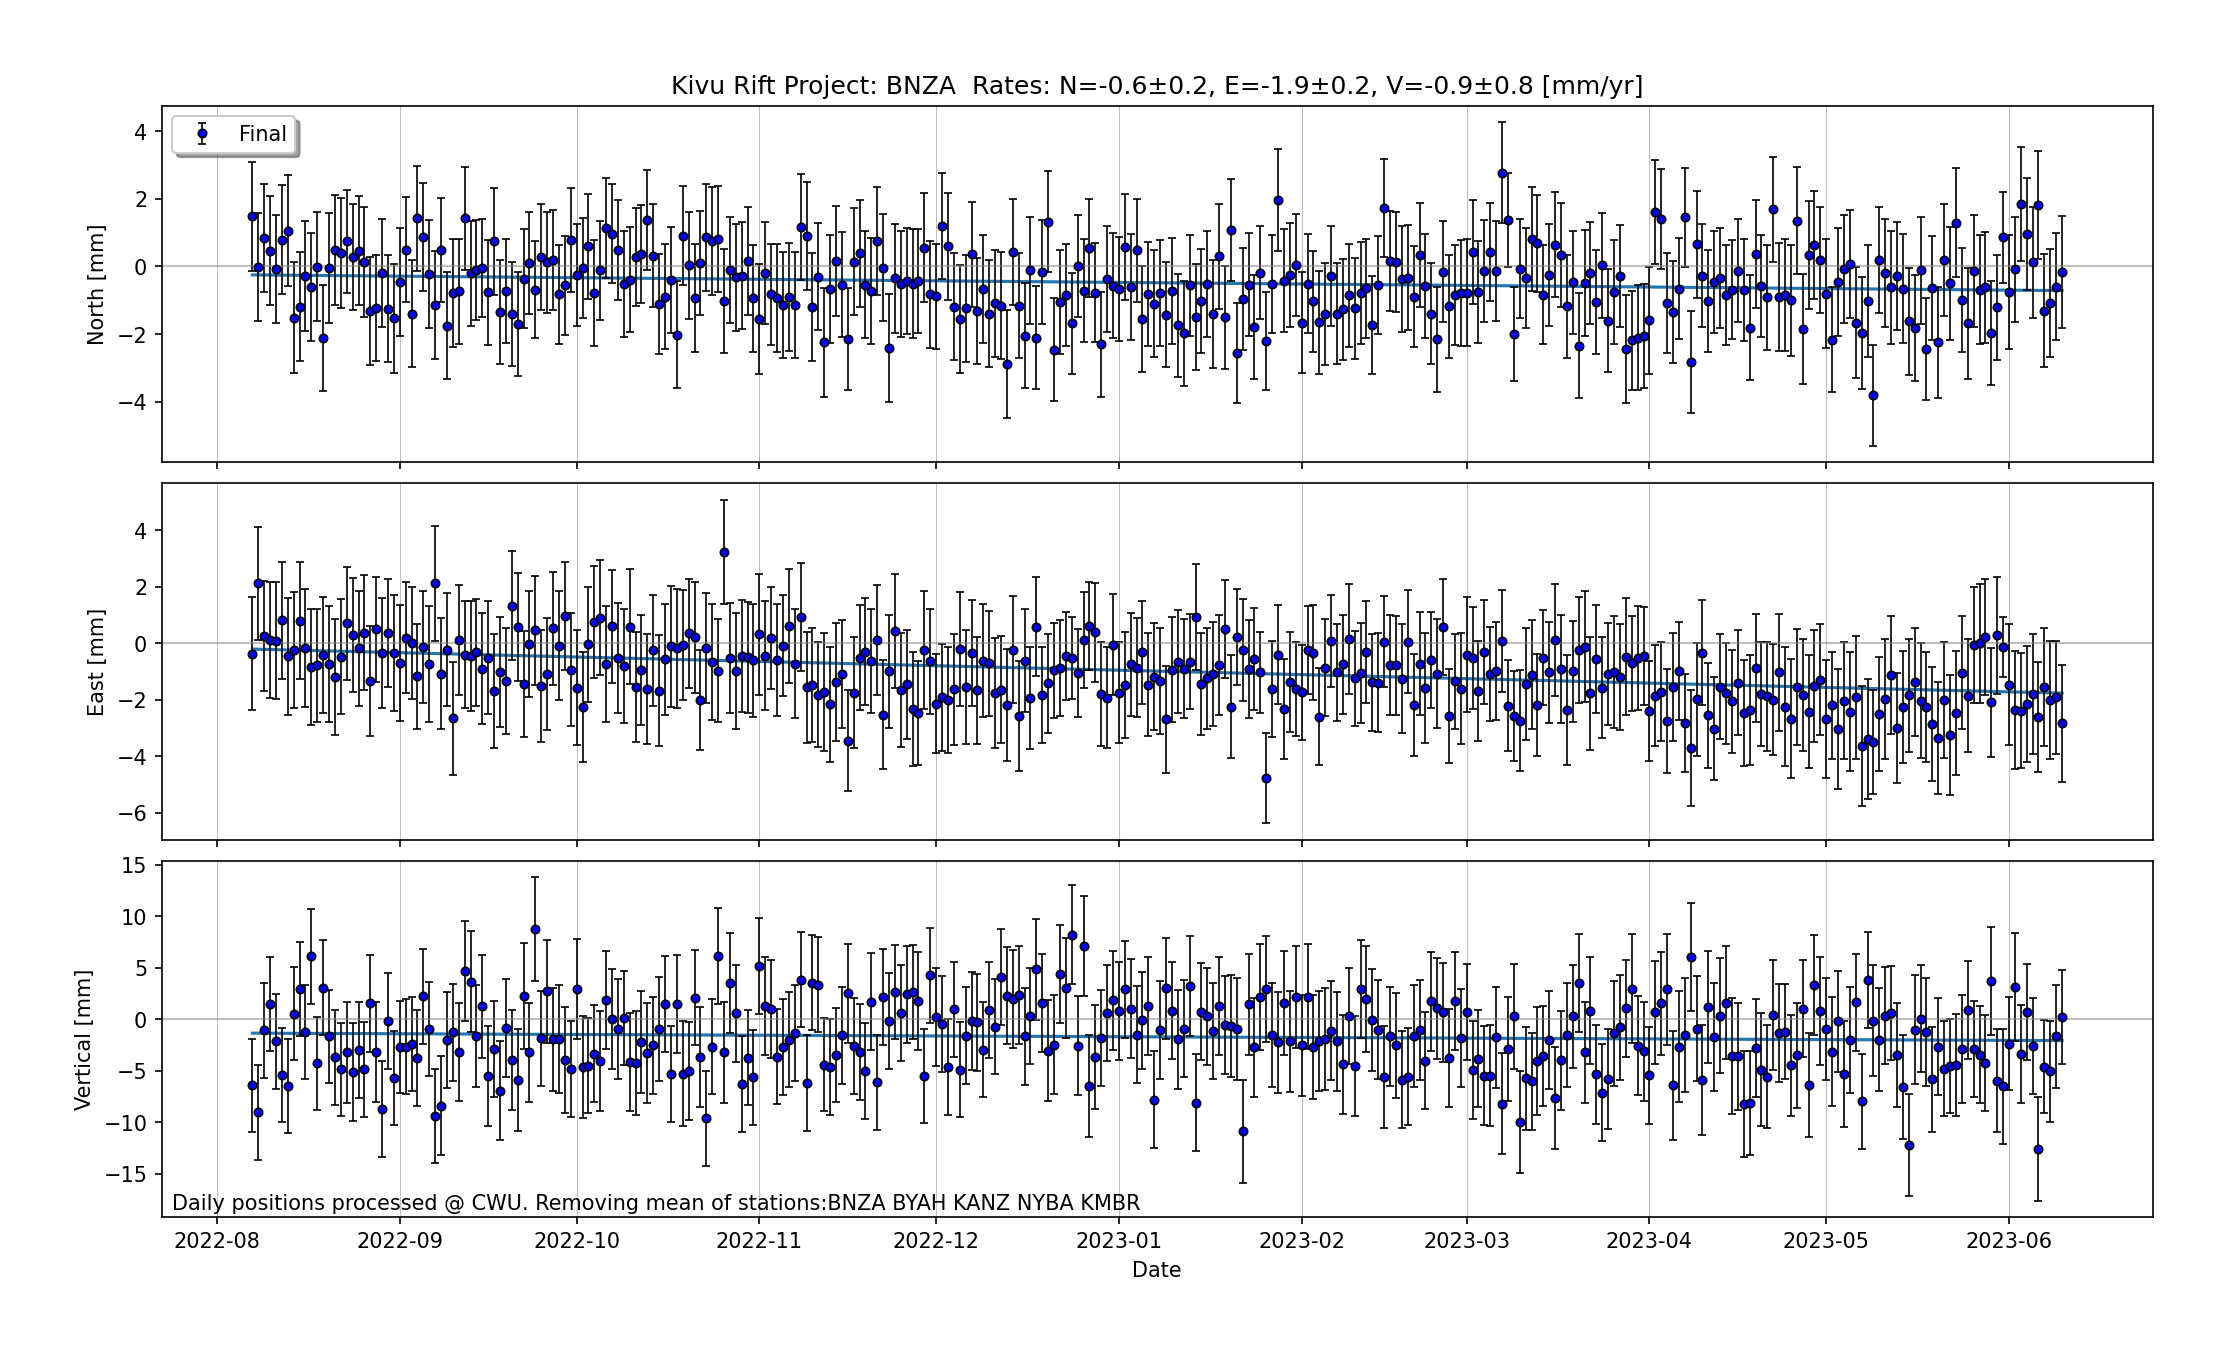 Kivu Rift Project: BNZA  Rates: N=-0.6±0.2, E=-1.9±0.2, V=-0.9±0.8 [mm/yr]
Final
4
2
0
−2
−4
North [mm]
4
2
0
−2
−4
−6
East [mm]
15
10
5
0
−5
−10
−15
Vertical [mm]
Daily positions processed @ CWU. Removing mean of stations:BNZA BYAH KANZ NYBA KMBR
2022-08 2022-09 2022-10 2022-11 2022-12 2023-01 2023-02 2023-03 2023-04 2023-05 2023-06
Date